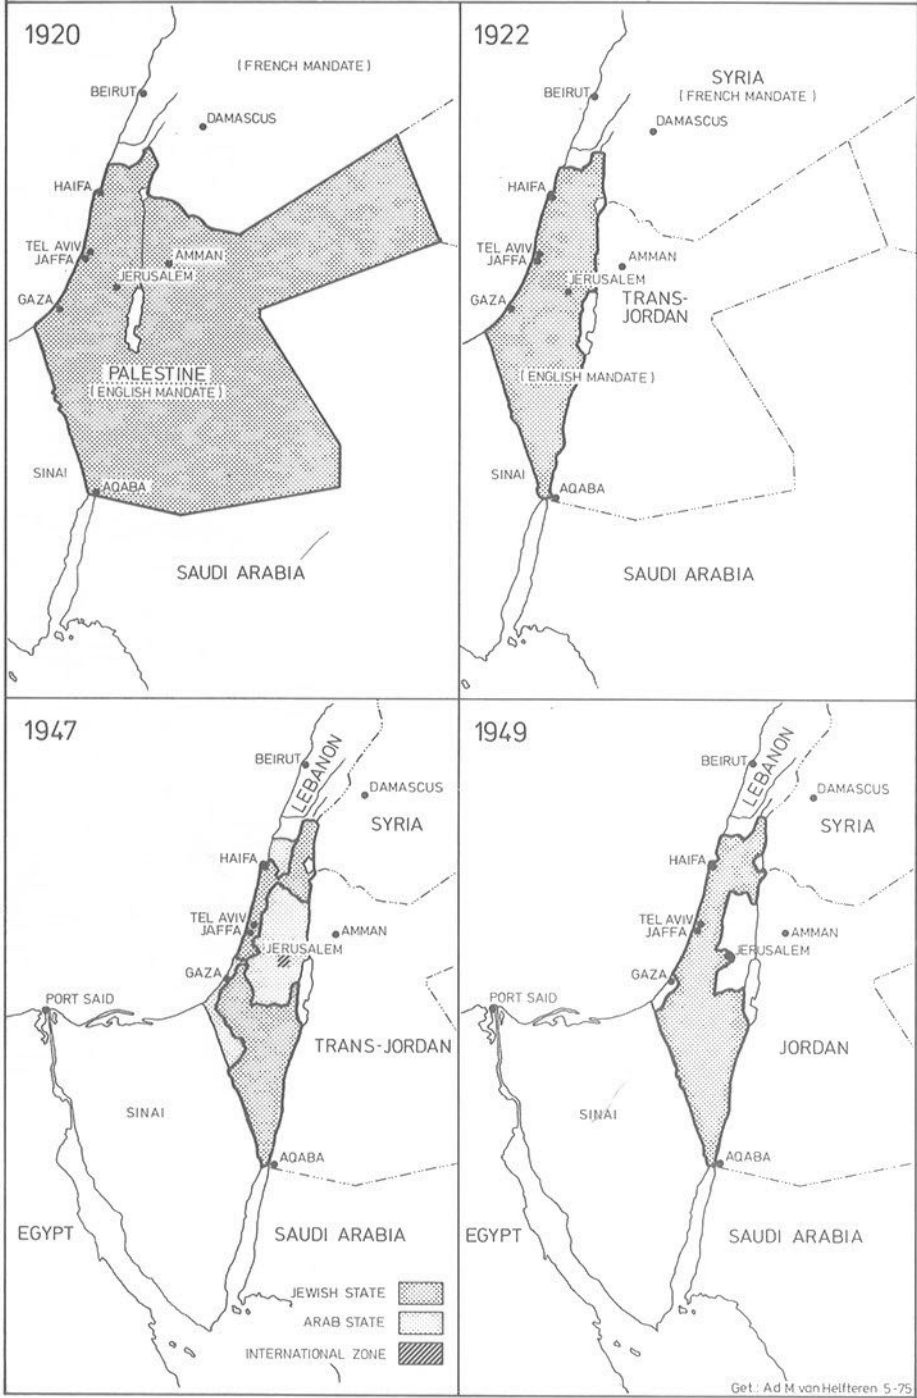 1920
(FRENCH MANDATE)
BEIRUT
DAMASCUS
HAIFA
TEL AVIV
JAFFA
AMMAN
JERUSALEM
GAZA
PALESTINE
(ENGLISH MANDATE)
SINAI
AQABA
SAUDI ARABIA
1922
SYRIA
(FRENCH MANDATE)
BEIRUT
DAMASCUS
HAIFA
TEL AVIV
JAFFA
AMMAN
JERUSALEM
GAZA
TRANS-
JORDAN
(ENGLISH MANDATE)
SINAI
AQABA
SAUDI ARABIA
1947
BEIRUT
LEBANON
DAMASCUS
SYRIA
HAIFA
TEL AVIV
JAFFA
AMMAN
JERUSALEM
GAZA
PORT SAID
TRANS-JORDAN
SINAI
AQABA
EGYPT
SAUDI ARABIA
JEWISH STATE
ARAB STATE
INTERNATIONAL ZONE
1949
BEIRUT
LEBANON
DAMASCUS
SYRIA
HAIFA
TEL AVIV
JAFFA
AMMAN
JERUSALEM
GAZA
PORT SAID
JORDAN
SINAI
AQABA
EGYPT
SAUDI ARABIA
Get.: Ad M van Helfteren 5-75